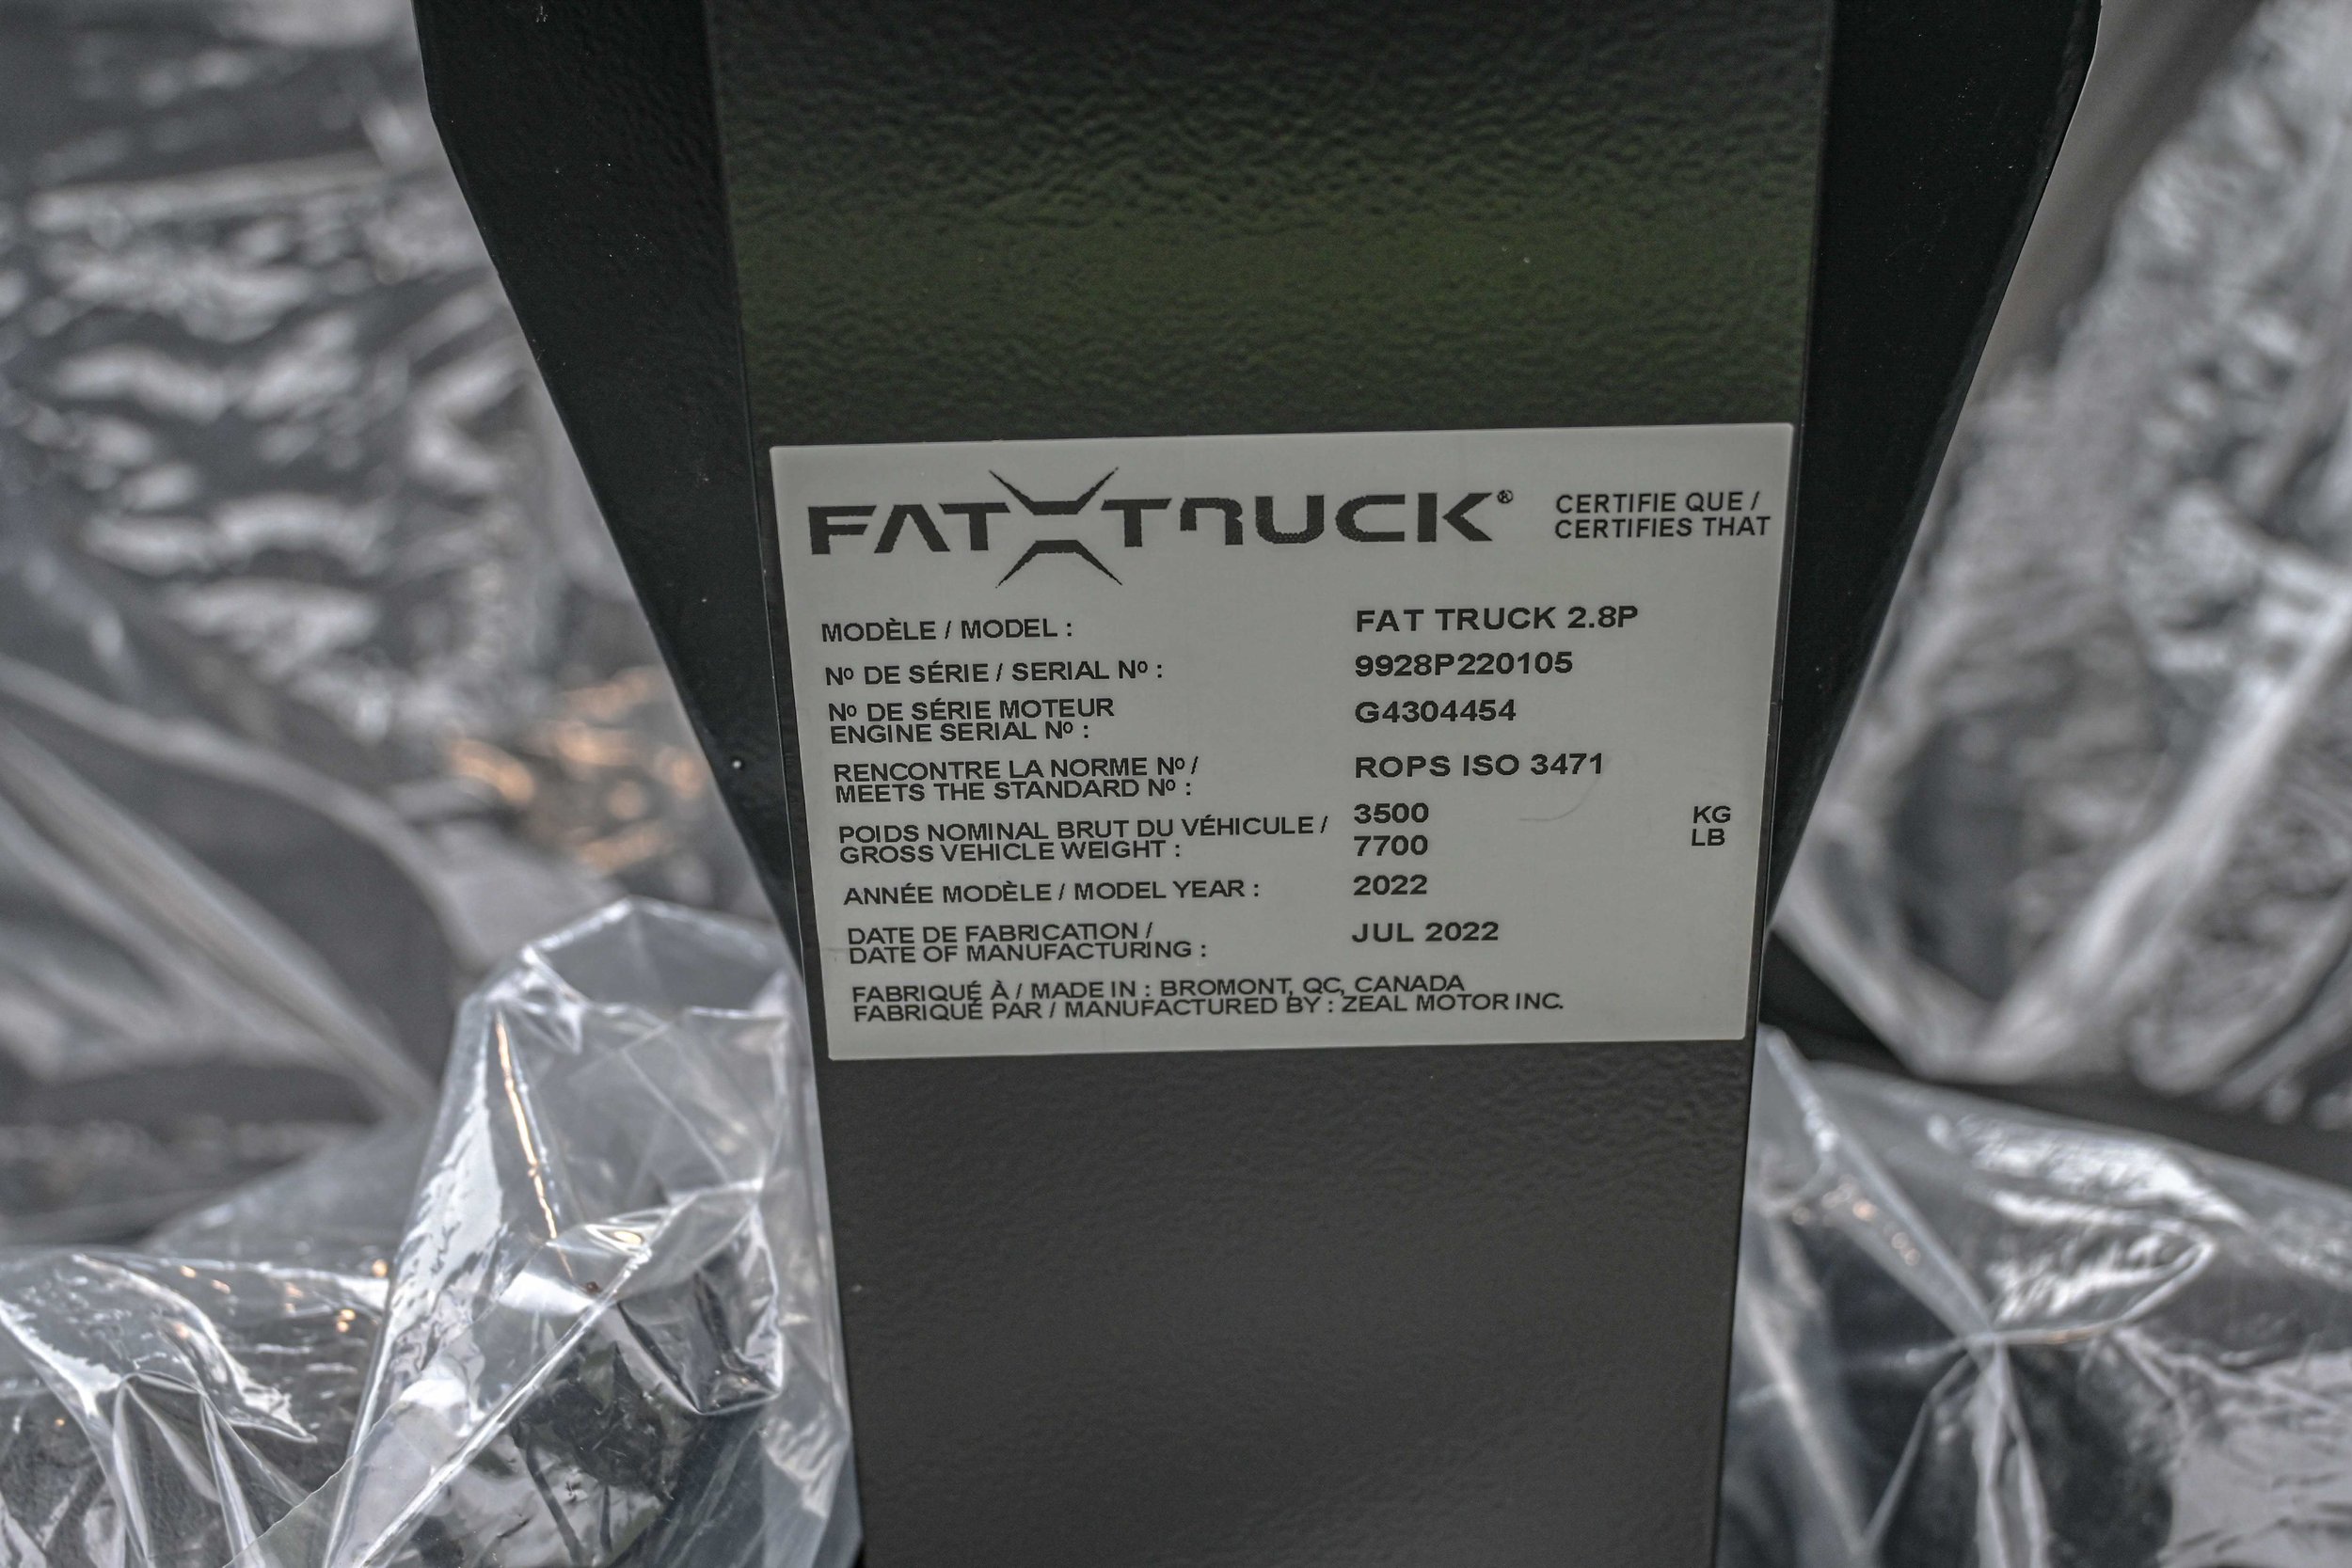 FAT TRUCK® CERTIFIE QUE /
CERTIFIES THAT
MODÈLE / MODEL : FAT TRUCK 2.8P
Nº DE SÉRIE / SERIAL Nº : 9928P220105
Nº DE SÉRIE MOTEUR
ENGINE SERIAL Nº : G4304454
RENCONTRE LA NORME Nº /
MEETS THE STANDARD Nº : ROPS ISO 3471
POIDS NOMINAL BRUT DU VÉHICULE / 3500 KG
GROSS VEHICLE WEIGHT : 7700 LB
ANNÉE MODÈLE / MODEL YEAR : 2022
DATE DE FABRICATION /
DATE OF MANUFACTURING : JUL 2022
FABRIQUÉ À / MADE IN : BROMONT, QC, CANADA
FABRIQUÉ PAR / MANUFACTURED BY : ZEAL MOTOR INC.